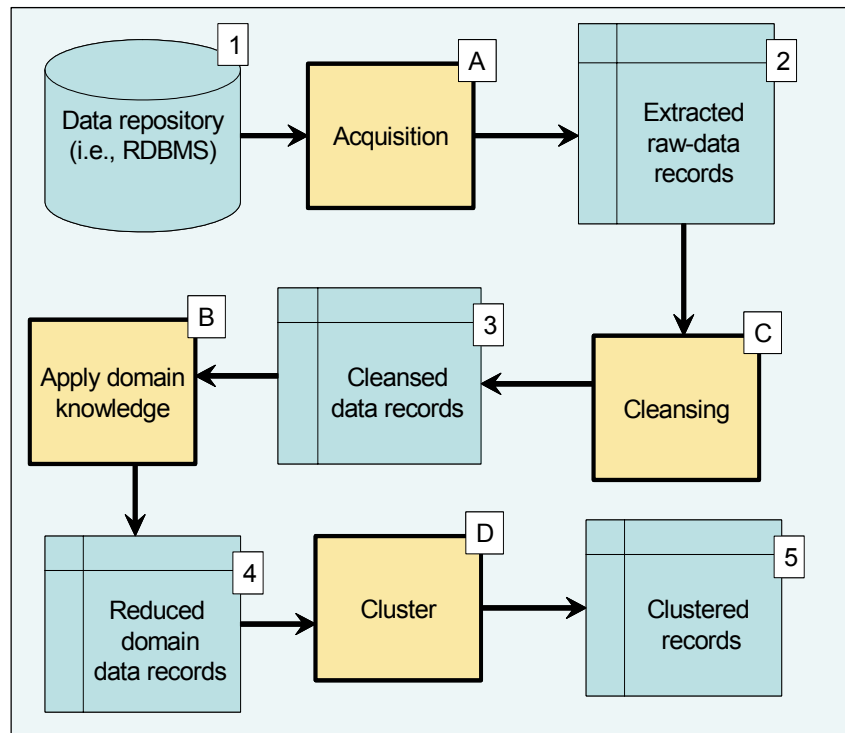 1
Data repository
(i.e., RDBMS)
A
Acquisition
2
Extracted
raw-data
records
B
Apply domain
knowledge
3
Cleansed
data records
C
Cleansing
4
Reduced
domain
data records
D
Cluster
5
Clustered
records